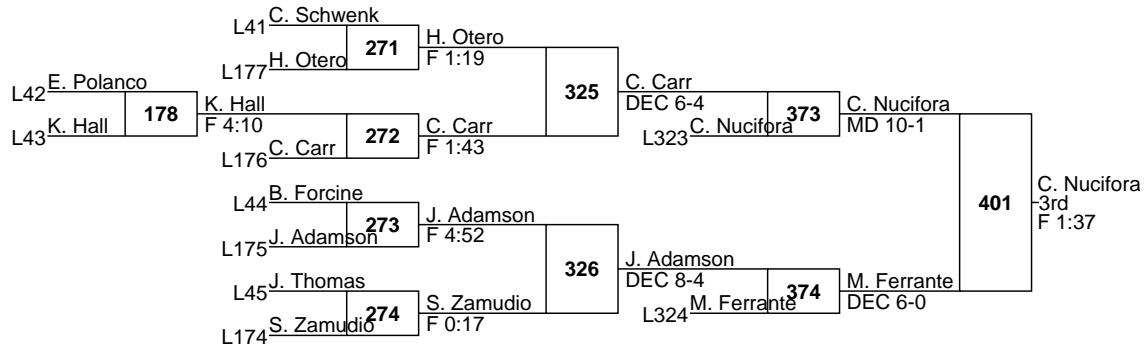 L41 C. Schwenk
271
H. Otero
F 1:19
L177 H. Otero
325
C. Carr
DEC 6-4
L42 E. Polanco
178
K. Hall
F 4:10
L43 K. Hall
272
C. Carr
F 1:43
L176 C. Carr
373
C. Nucifora
MD 10-1
L323 C. Nucifora
401
C. Nucifora
3rd
F 1:37
L44 B. Forcine
273
J. Adamson
F 4:52
L175 J. Adamson
326
J. Adamson
DEC 8-4
L45 J. Thomas
274
S. Zamudio
F 0:17
L174 S. Zamudio
374
M. Ferrante
DEC 6-0
L324 M. Ferrante